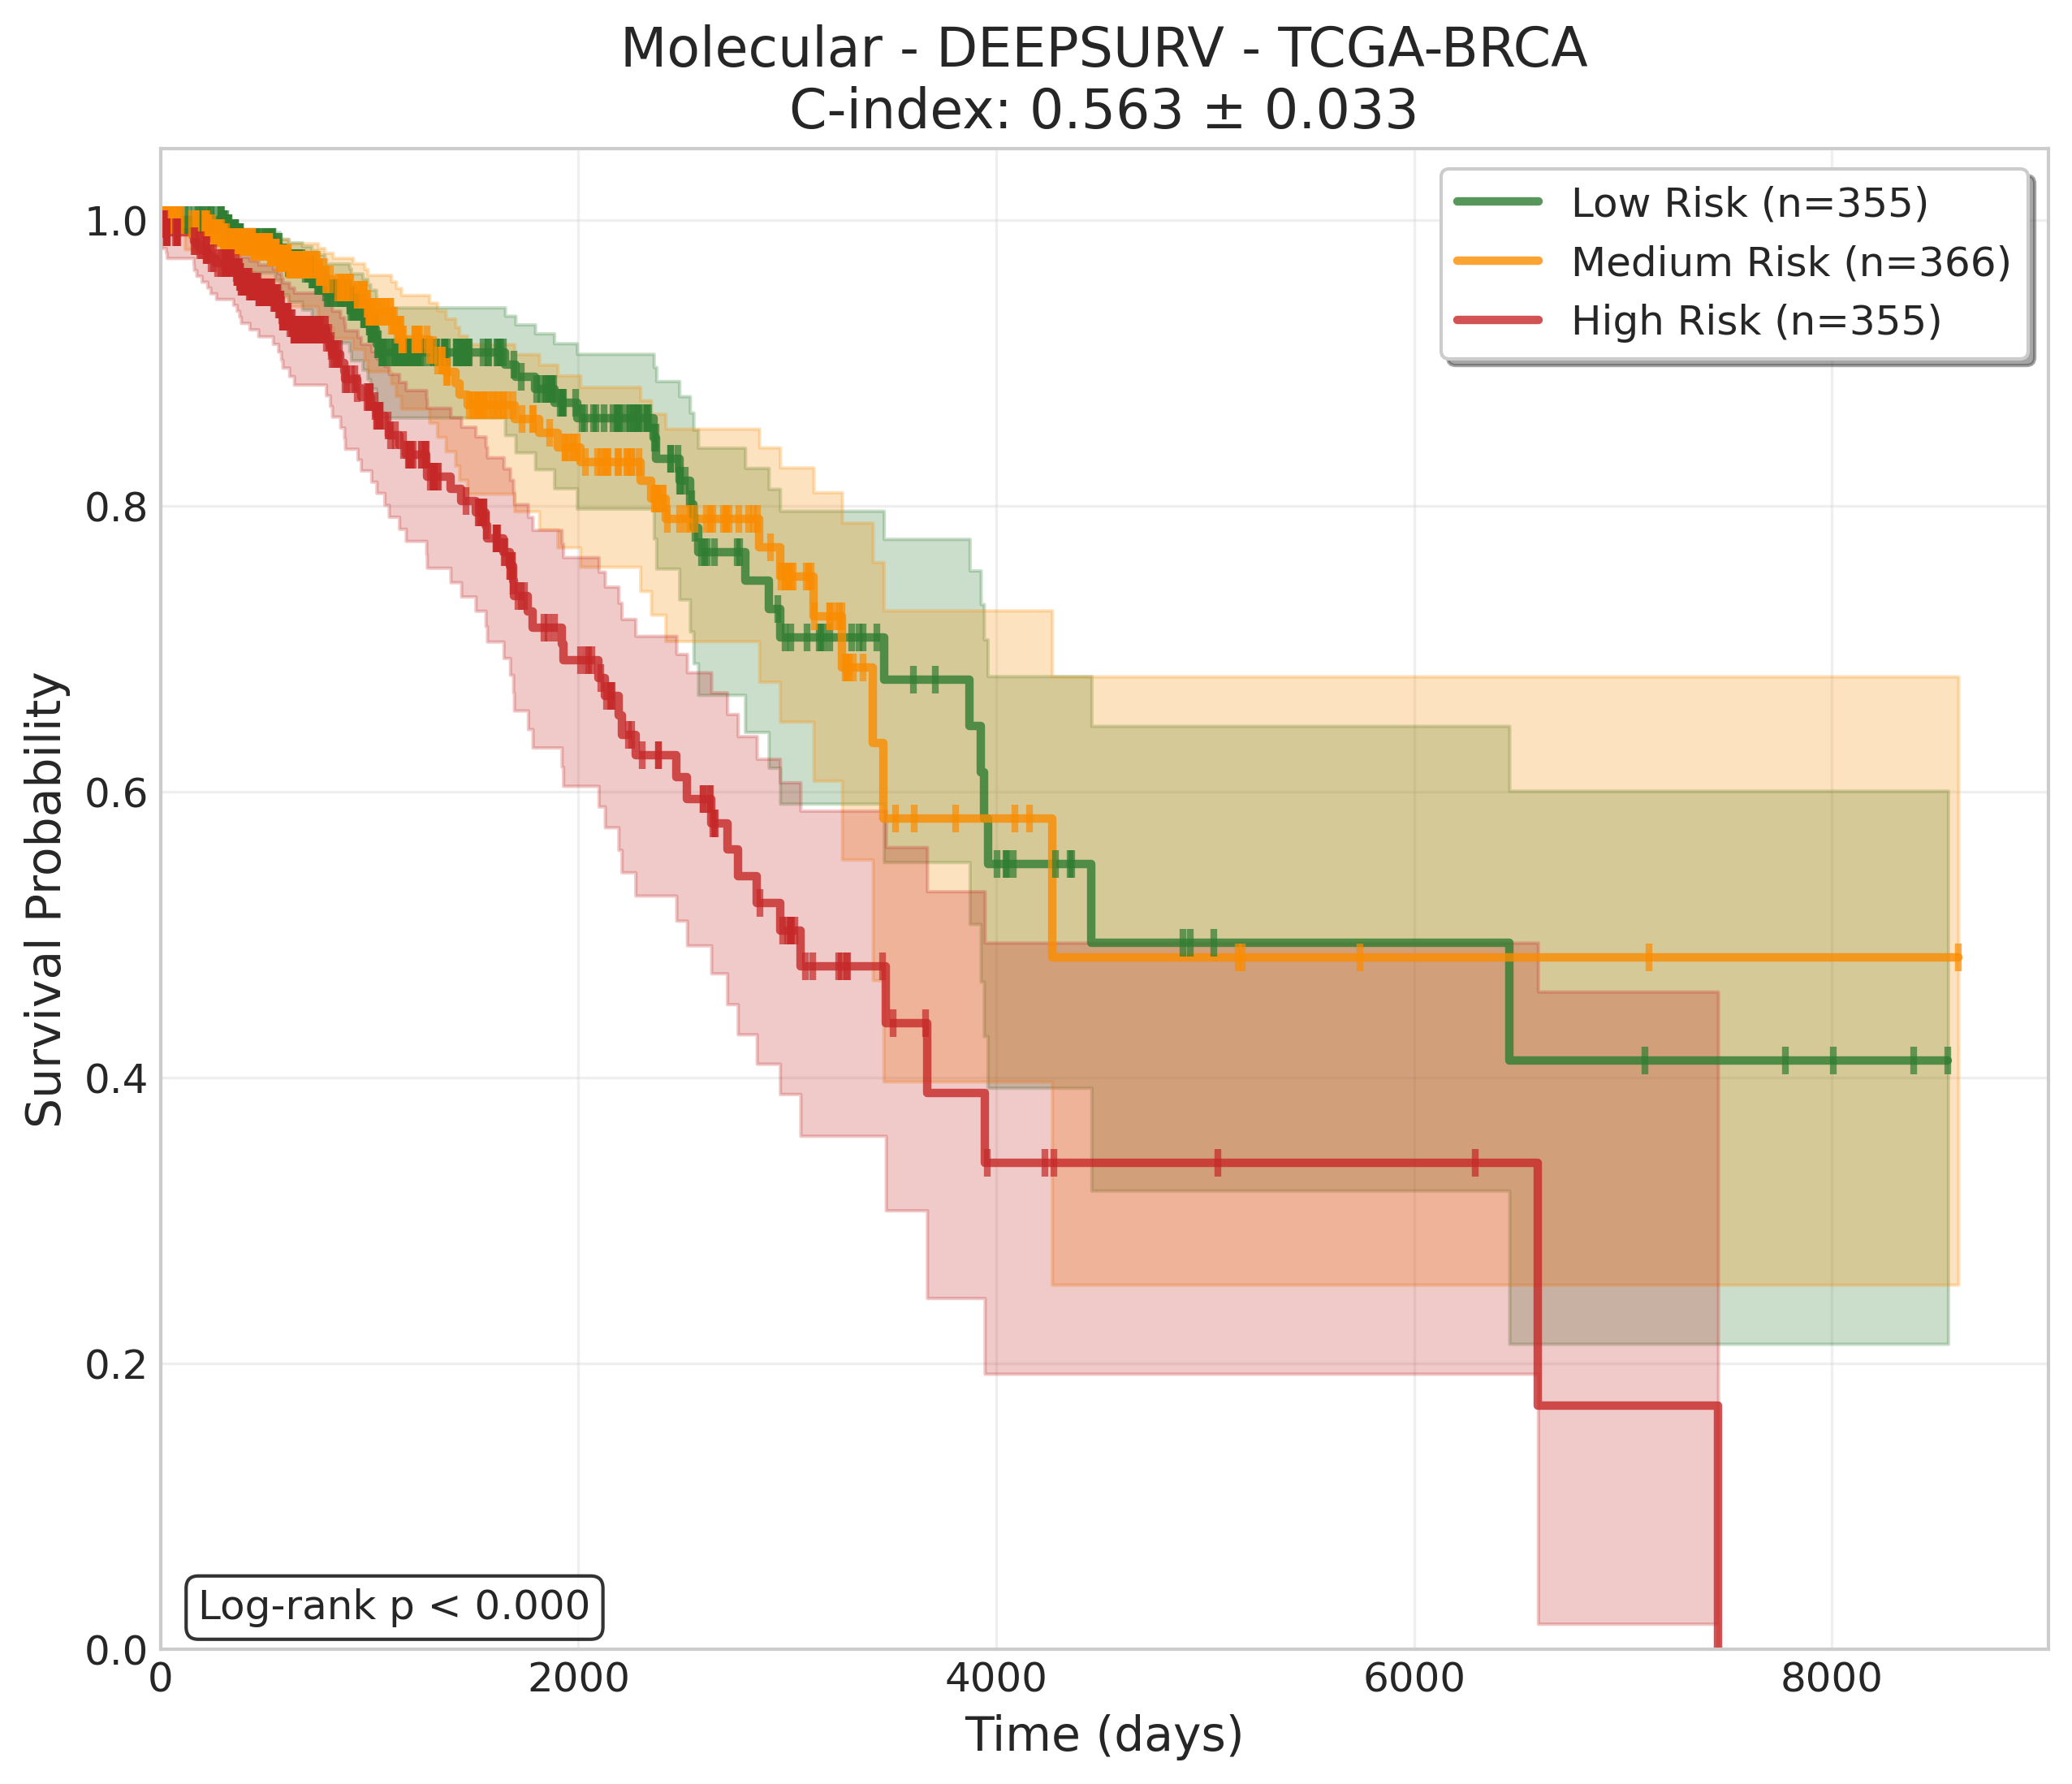 Molecular - DEEPSURV - TCGA-BRCA
C-index: 0.563 ± 0.033
Low Risk (n=355)
Medium Risk (n=366)
High Risk (n=355)
Survival Probability
1.0
0.8
0.6
0.4
0.2
0.0
Log-rank p < 0.000
0 2000 4000 6000 8000
Time (days)